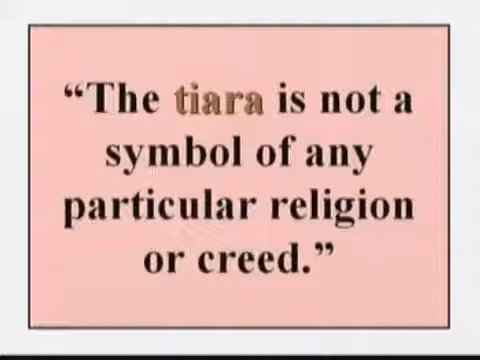 “The tiara is not a
symbol of any
particular religion
or creed.”